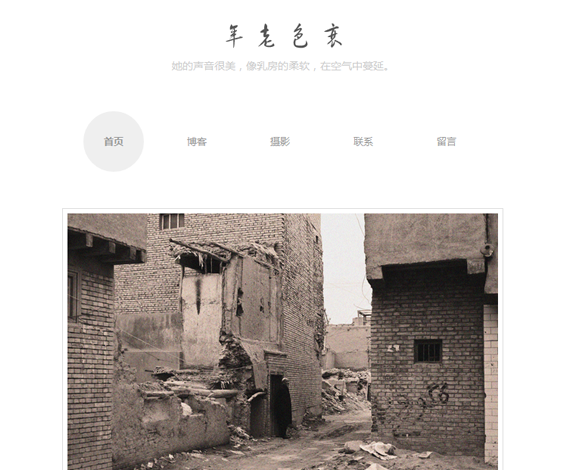 年老色衰
她的声音很美，像乳房的柔软，在空气中蔓延。
首页 博客 摄影 联系 留言